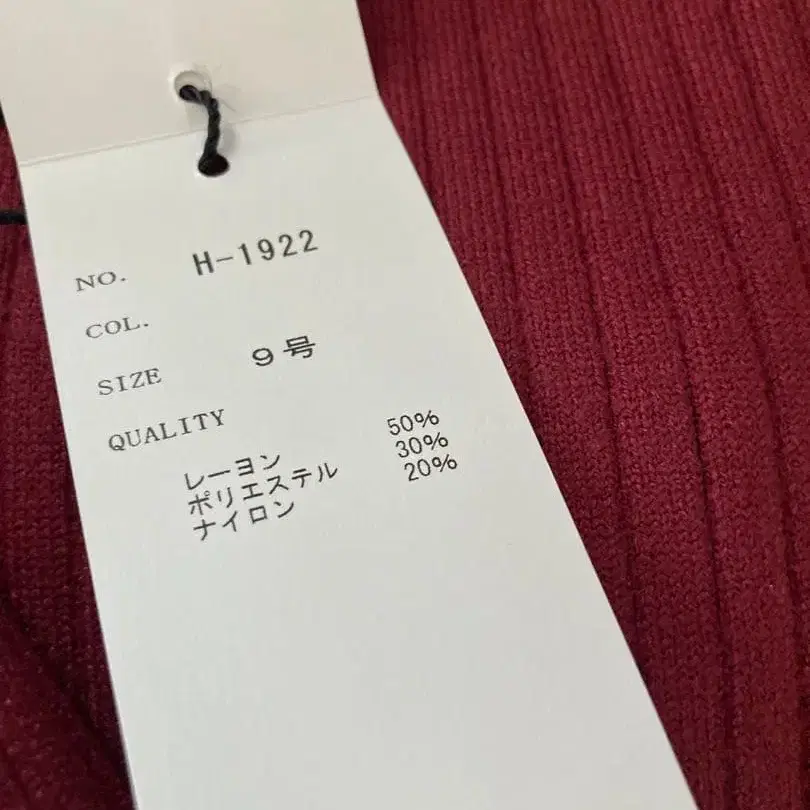 NO. H-1922
COL.
SIZE 9号
QUALITY
レーヨン 50%
ポリエステル 30%
ナイロン 20%